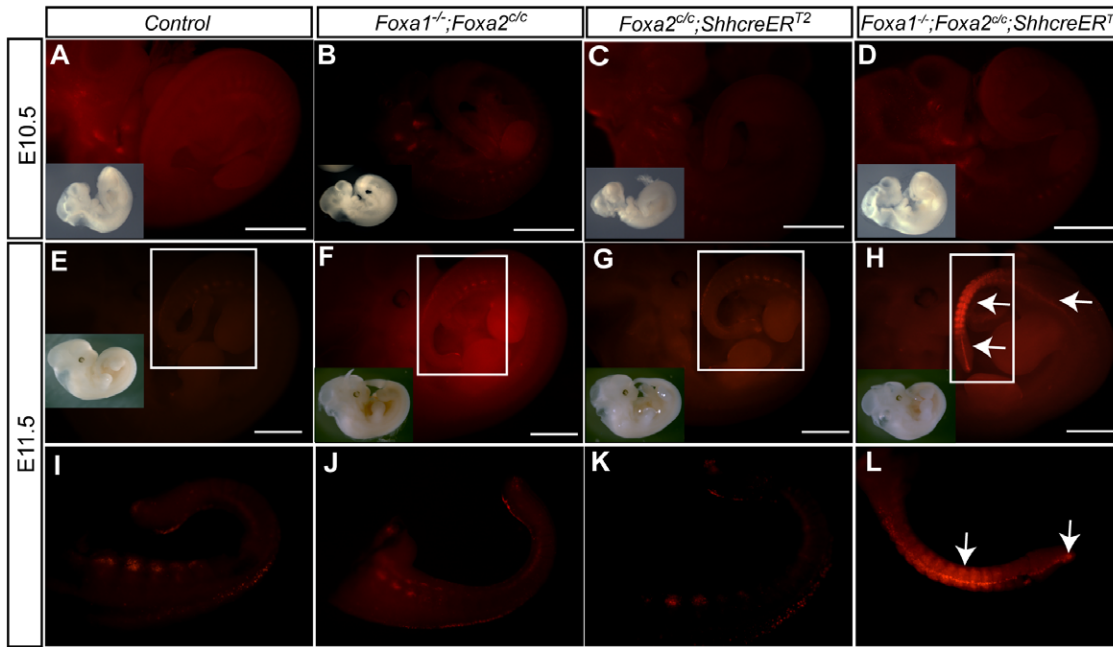 Control
Foxa1-/-;Foxa2c/c
Foxa2c/c;ShhcreERT2
Foxa1-/-;Foxa2c/c;ShhcreERT
E10.5
A
B
C
D
E11.5
E
F
G
H
I
J
K
L